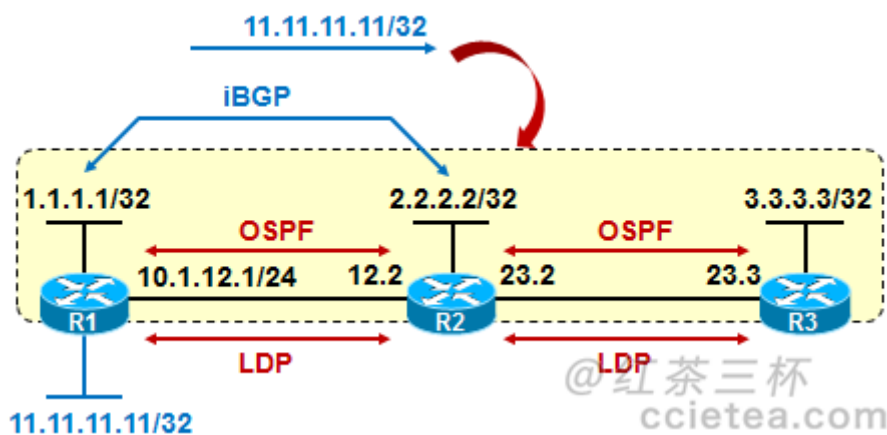 11.11.11.11/32
iBGP
1.1.1.1/32
2.2.2.2/32
3.3.3.3/32
OSPF
OSPF
10.1.12.1/24
12.2
23.2
23.3
R1
R2
R3
LDP
LDP
11.11.11.11/32
@红茶三杯
ccietea.com